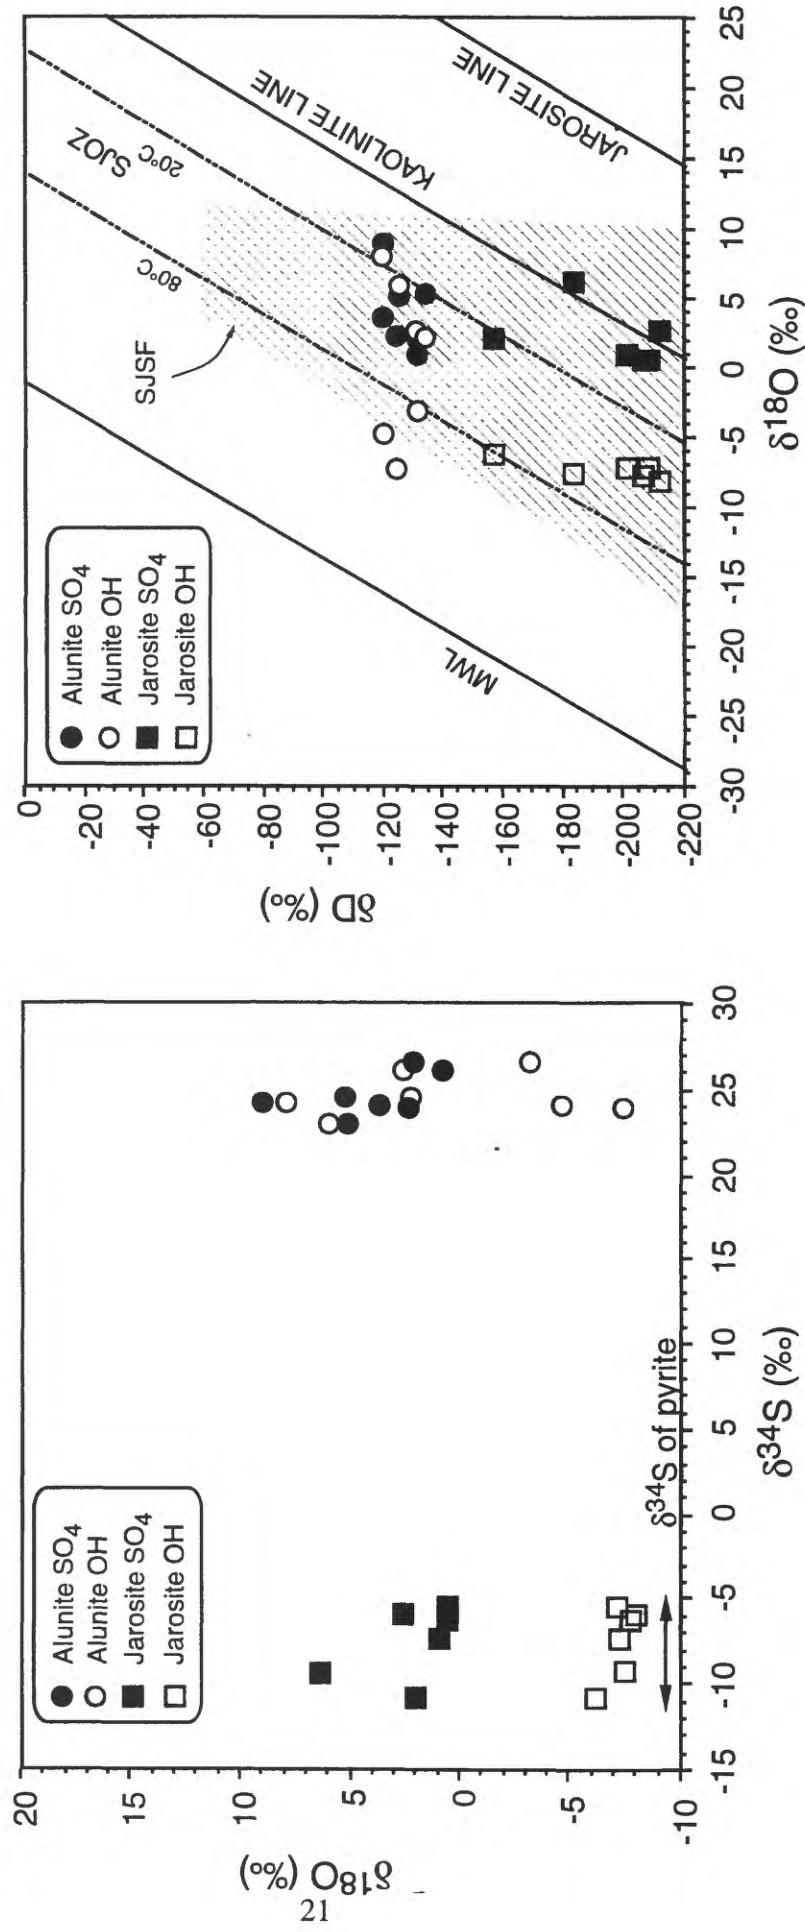 20
15
10
5
0
-5
-10
δ18O (‰)
Alunite SO4
Alunite OH
Jarosite SO4
Jarosite OH
δ34S of pyrite
-15
-10
-5
0
5
10
15
20
25
30
δ34S (‰)
0
-20
-40
-60
-80
-100
-120
-140
-160
-180
-200
-220
δD (‰)
Alunite SO4
Alunite OH
Jarosite SO4
Jarosite OH
SJSF
80°C
SJOZ
20°C
KAOLINITE LINE
JAROSITE LINE
MWL
-30
-25
-20
-15
-10
-5
0
5
10
15
20
25
δ18O (‰)
21